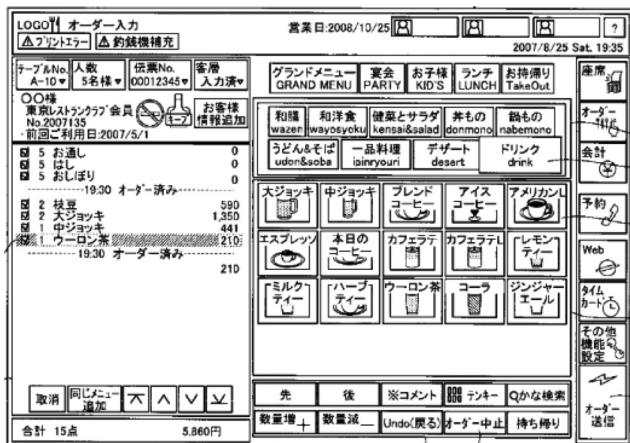 LOGO オーダー入力
営業日:2008/10/25
?
プリントエラー 釣銭機補充
2007/8/25 Sat. 19:35
テーブルNo. A-10▼
人数 5名様▼
伝票No. 00012345▼
客層 入力済▼
〇〇様
東京レストランクラブ会員
No.2007135
・前回ご利用日:2007/5/1
キープ
お客様情報追加
5 お通し 0
5 はし 0
5 おしぼり 0
19:30 オーダー済み
2 枝豆 590
2 大ジョッキ 1,350
1 中ジョッキ 441
1 ウーロン茶 210
19:30 オーダー済み
210
取消
同じメニュー追加
合計 15点 5,860円
グランドメニュー GRAND MENU
宴会 PARTY
お子様 KID'S
ランチ LUNCH
お持帰り TakeOut
和膳 wazen
和洋食 wayosyoku
健菜とサラダ kensai&salad
丼もの donmono
鍋もの nabemono
うどん&そば udon&soba
一品料理 ipinryouri
デザート desert
ドリンク drink
大ジョッキ
中ジョッキ
ブレンドコーヒー
アイスコーヒー
アメリカンL
エスプレッソ
本日のコーヒー
カフェラテ
カフェラテL
レモンティー
ミルクティー
ハーブティー
ウーロン茶
コーラ
ジンジャーエール
先
後
※コメント
テンキー
Qかな検索
数量増+
数量減-
Undo(戻る)
オーダー中止
持ち帰り
座席
オーダー
会計
予約
Web
タイムカード
その他機能設定
オーダー送信